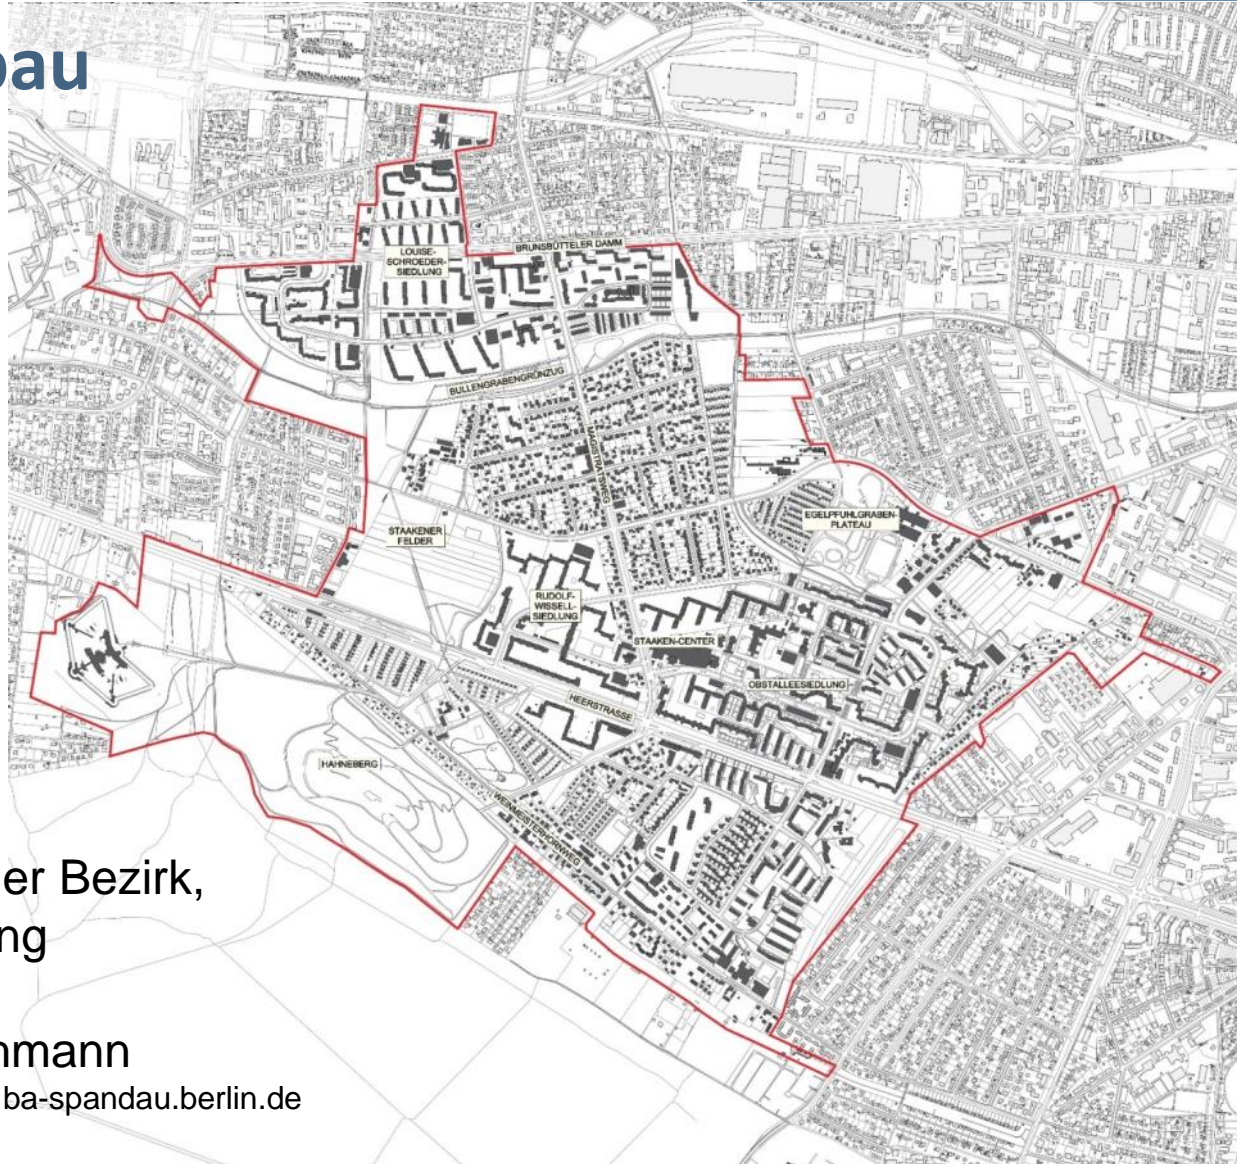 bau
BRUNSBÜTTELER DAMM
LOUISE-
SCHROEDER-
SIEDLUNG
BULLENGRABENGRÜNZUG
MAGISTRATSWEG
EGELPFUHLGRABEN-
PLATEAU
STAAKENER
FELDER
RUDOLF-
WISSELL-
SIEDLUNG
STAAKEN-CENTER
OBSTALLEESIEDLUNG
HEERSTRASSE
HAHNEBERG
WEINMEISTERHORNWEG
er Bezirk,
ng
hmann
ba-spandau.berlin.de